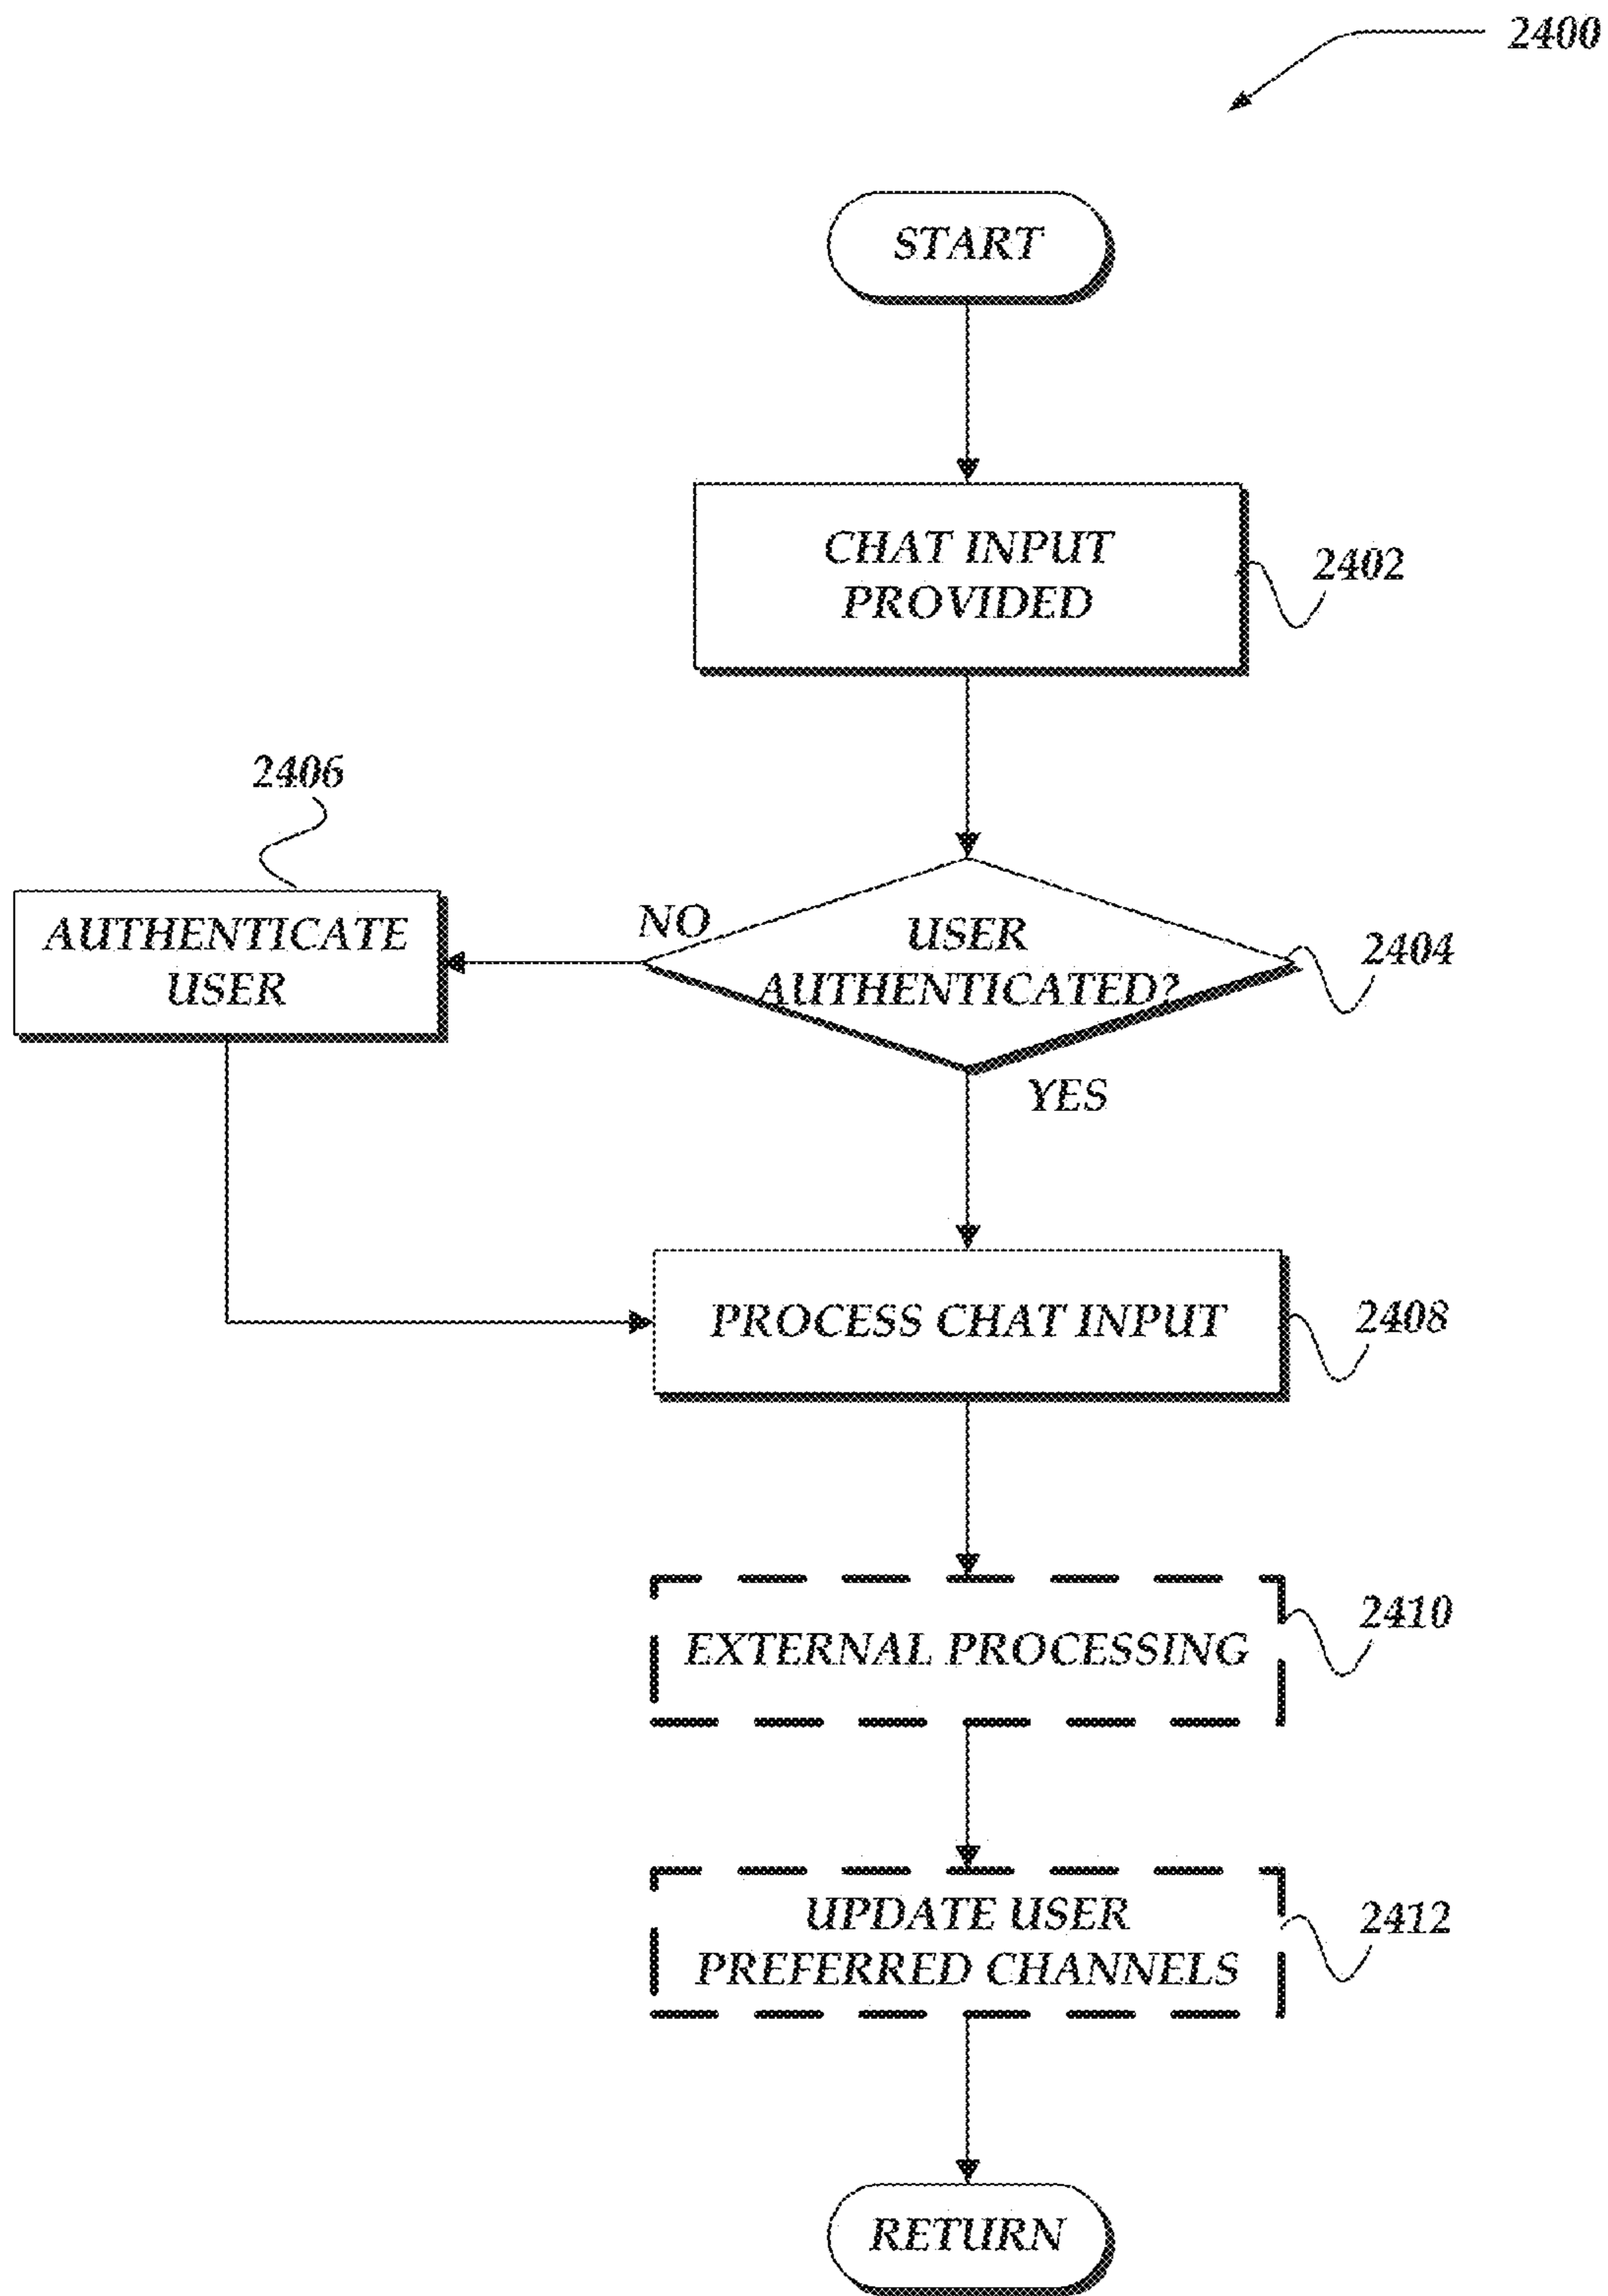 2400
START
CHAT INPUT
PROVIDED
2402
2406
AUTHENTICATE
USER
NO
USER
AUTHENTICATED?
2404
YES
PROCESS CHAT INPUT
2408
EXTERNAL PROCESSING
2410
UPDATE USER
PREFERRED CHANNELS
2412
RETURN